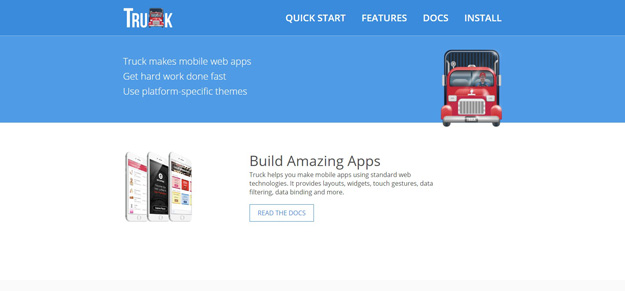 TRUCK
QUICK START FEATURES DOCS INSTALL
Truck makes mobile web apps
Get hard work done fast
Use platform-specific themes
Build Amazing Apps
Truck helps you make mobile apps using standard web
technologies. It provides layouts, widgets, touch gestures, data
filtering, data binding and more.
READ THE DOCS